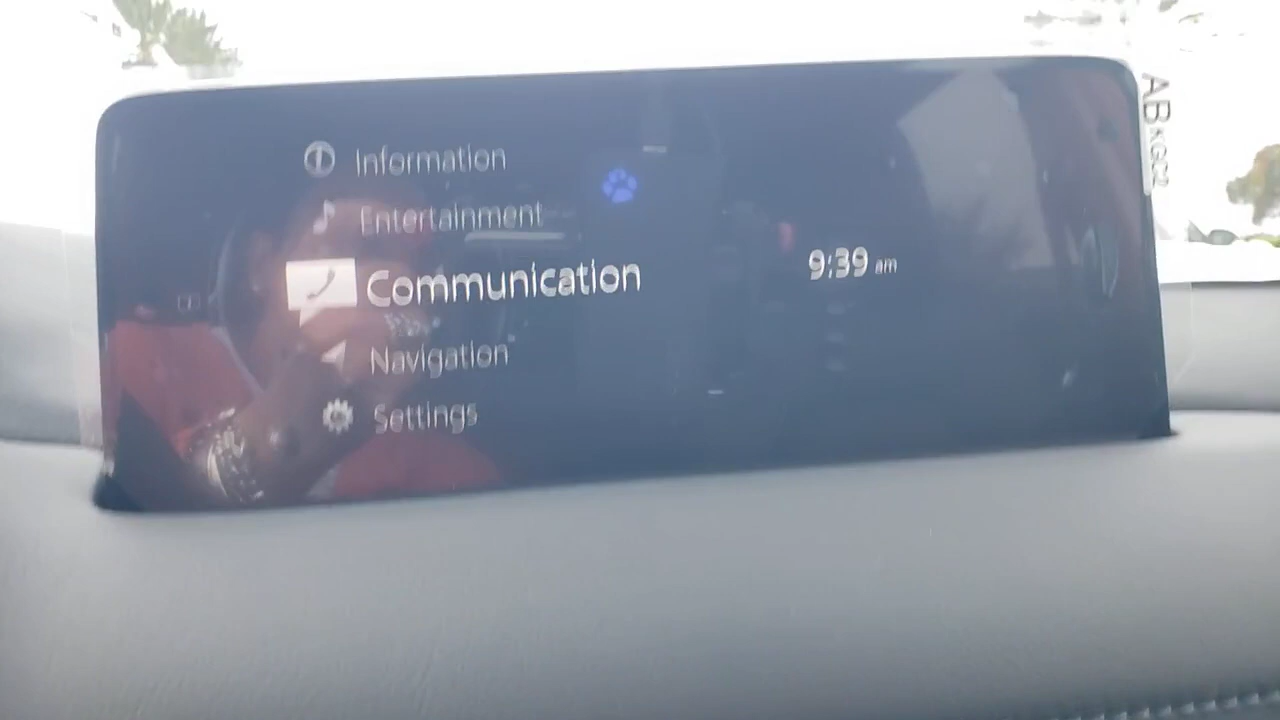 Information
Entertainment
Communication
Navigation
Settings
9:39 am